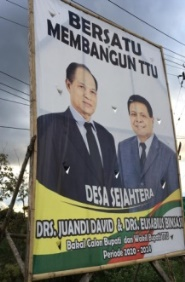 BERSATU
MEMBANGUN TTU
DESA SEJAHTERA
DRS. JUANDI DAVID & DRS. EUSABIUS BINSASI
Bakal Calon Bupati dan Wakil Bupati TTU
Periode 2020 - 2024